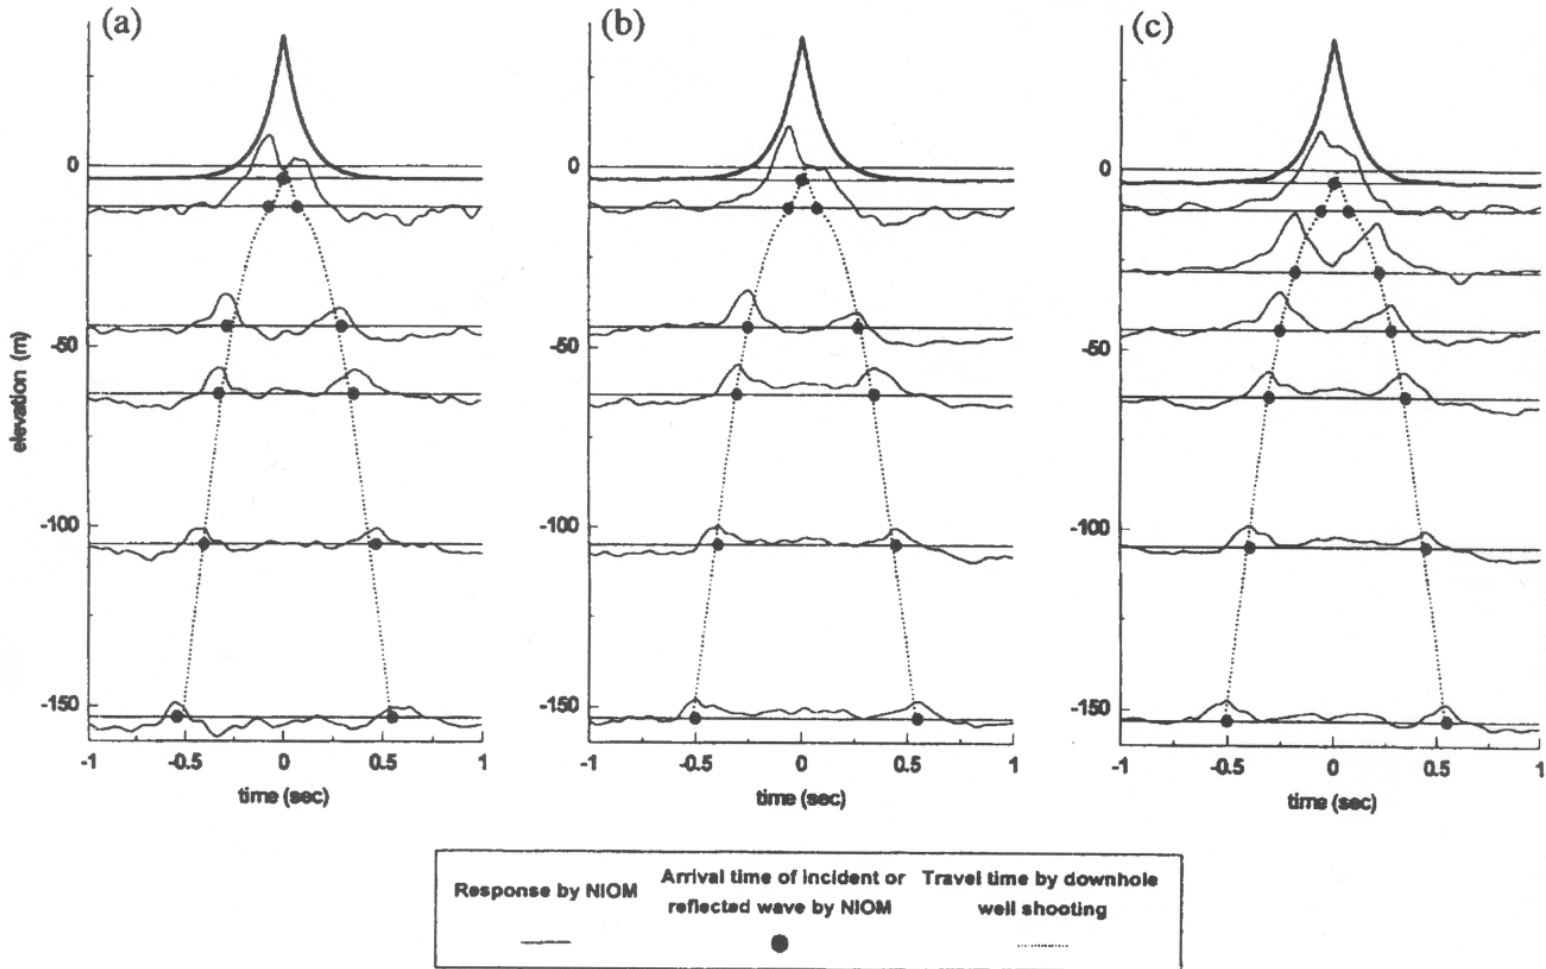 (a)
(b)
(c)
0
-50
-100
-150
elevation (m)
-1
-0.5
0
0.5
1
time (sec)
0
-50
-100
-150
-1
-0.5
0
0.5
1
time (sec)
0
-50
-100
-150
-1
-0.5
0
0.5
1
time (sec)
Response by NIOM
Arrival time of incident or
reflected wave by NIOM
Travel time by downhole
well shooting